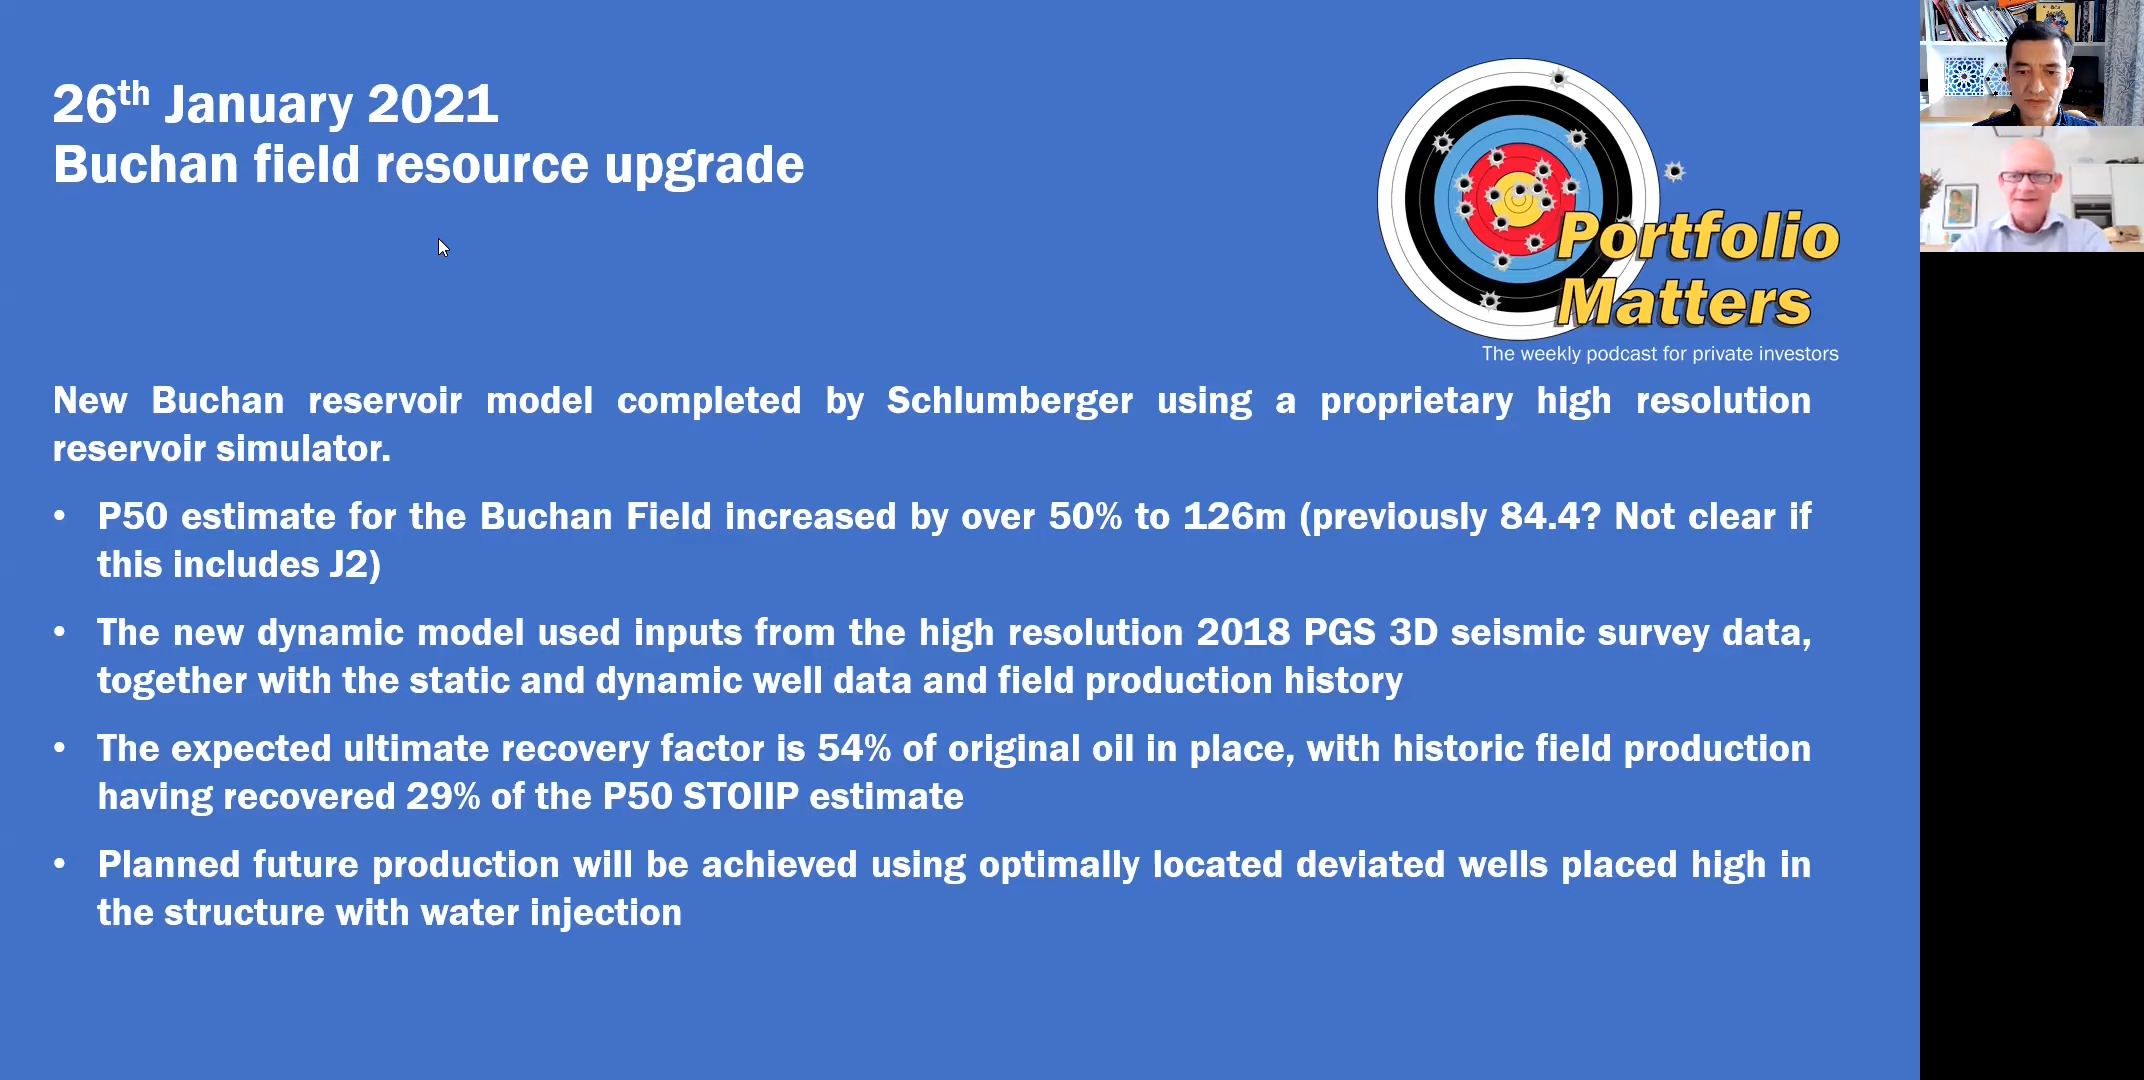 26th January 2021
Buchan field resource upgrade
Portfolio
Matters
The weekly podcast for private investors
New Buchan reservoir model completed by Schlumberger using a proprietary high resolution
reservoir simulator.
• P50 estimate for the Buchan Field increased by over 50% to 126m (previously 84.4? Not clear if
this includes J2)
• The new dynamic model used inputs from the high resolution 2018 PGS 3D seismic survey data,
together with the static and dynamic well data and field production history
• The expected ultimate recovery factor is 54% of original oil in place, with historic field production
having recovered 29% of the P50 STOIIP estimate
• Planned future production will be achieved using optimally located deviated wells placed high in
the structure with water injection